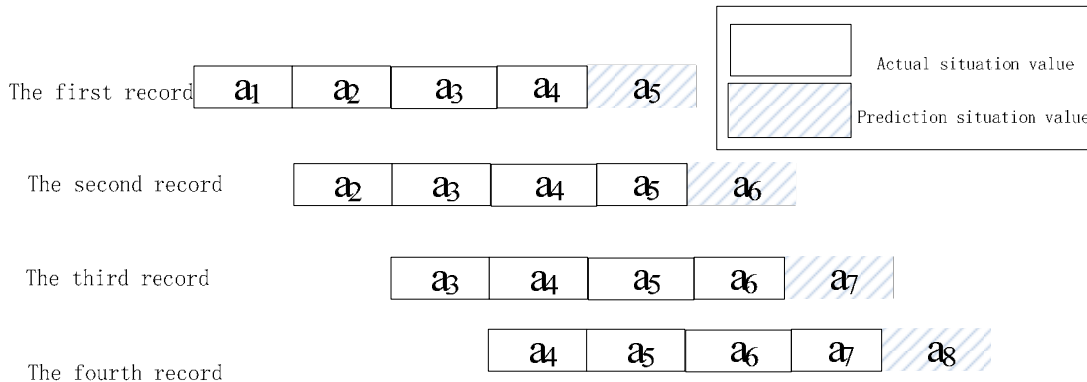 The first record a1 a2 a3 a4 a5
Actual situation value
Prediction situation value
The second record a2 a3 a4 a5 a6
The third record a3 a4 a5 a6 a7
The fourth record a4 a5 a6 a7 a8